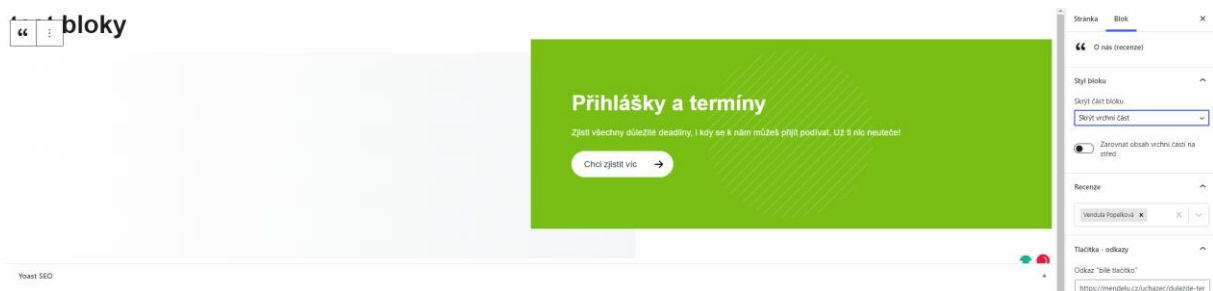 bloky
Přihlášky a termíny
Zjisti všechny důležité deadliny, i kdy se k nám můžeš přijít podívat. Už ti nic neuteče!
Chci zjistit víc
Yoast SEO
Stránka Blok
O nás (recenze)
Styl bloku
Skrýt část bloku
Skrýt vrchní část
Zarovnat obsah vrchní části na
střed
Recenze
Vendula Popelková
Tlačítka - odkazy
Odkaz "bílé tlačítko"
https://mendelu.cz/uchazec/dulezite-ter